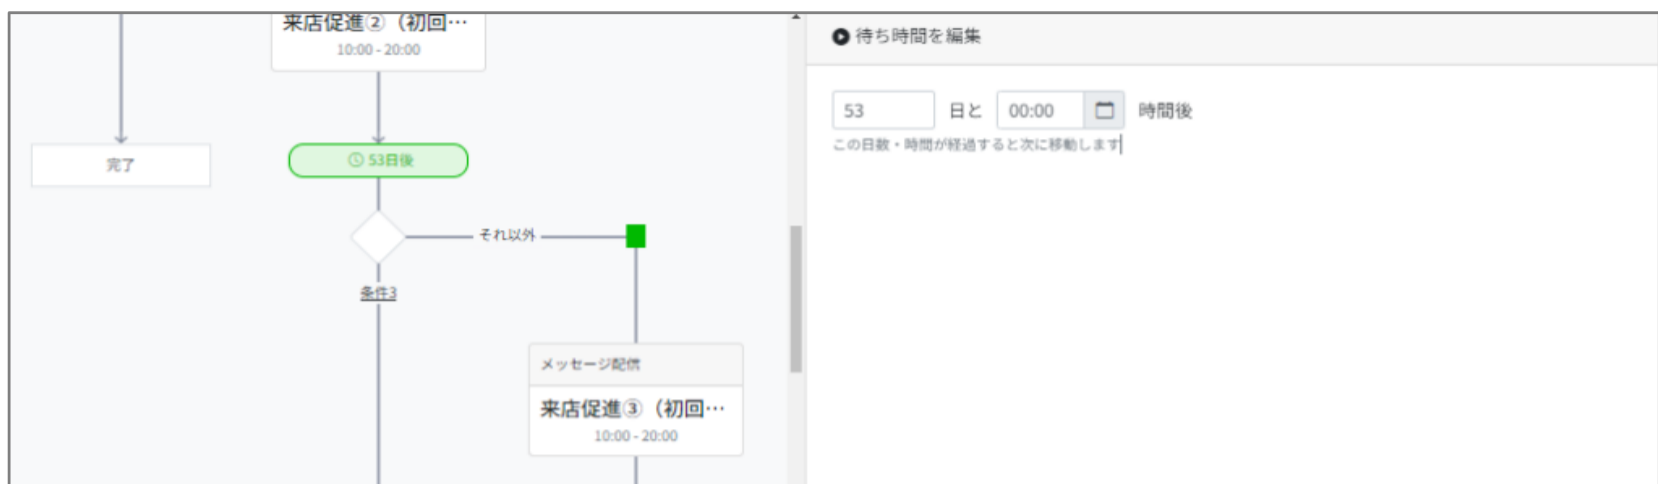 来店促進②（初回…
10:00 - 20:00
完了
53日後
それ以外
条件3
メッセージ配信
来店促進③（初回…
10:00 - 20:00
待ち時間を編集
53 日と 00:00 時間後
この日数・時間が経過すると次に移動します